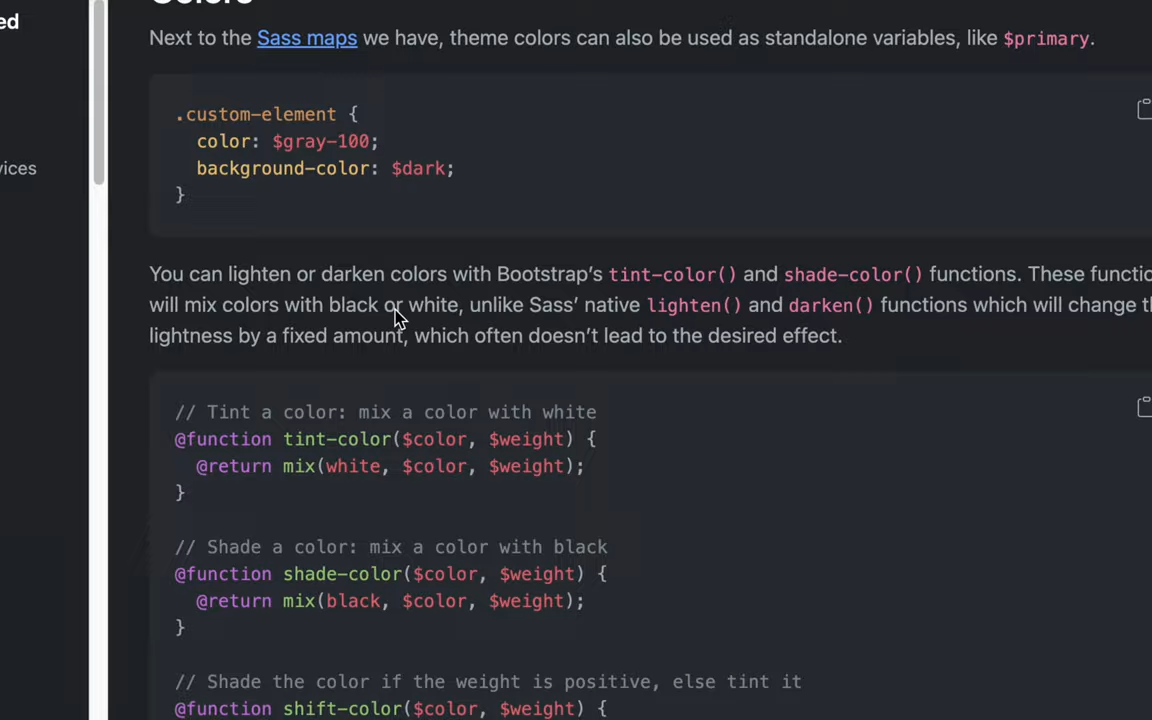 Colors
ed
Next to the Sass maps we have, theme colors can also be used as standalone variables, like $primary.
.custom-element {
  color: $gray-100;
  background-color: $dark;
}
vices
You can lighten or darken colors with Bootstrap’s tint-color() and shade-color() functions. These functio
will mix colors with black or white, unlike Sass’ native lighten() and darken() functions which will change th
lightness by a fixed amount, which often doesn’t lead to the desired effect.
// Tint a color: mix a color with white
@function tint-color($color, $weight) {
  @return mix(white, $color, $weight);
}
// Shade a color: mix a color with black
@function shade-color($color, $weight) {
  @return mix(black, $color, $weight);
}
// Shade the color if the weight is positive, else tint it
@function shift-color($color, $weight) {